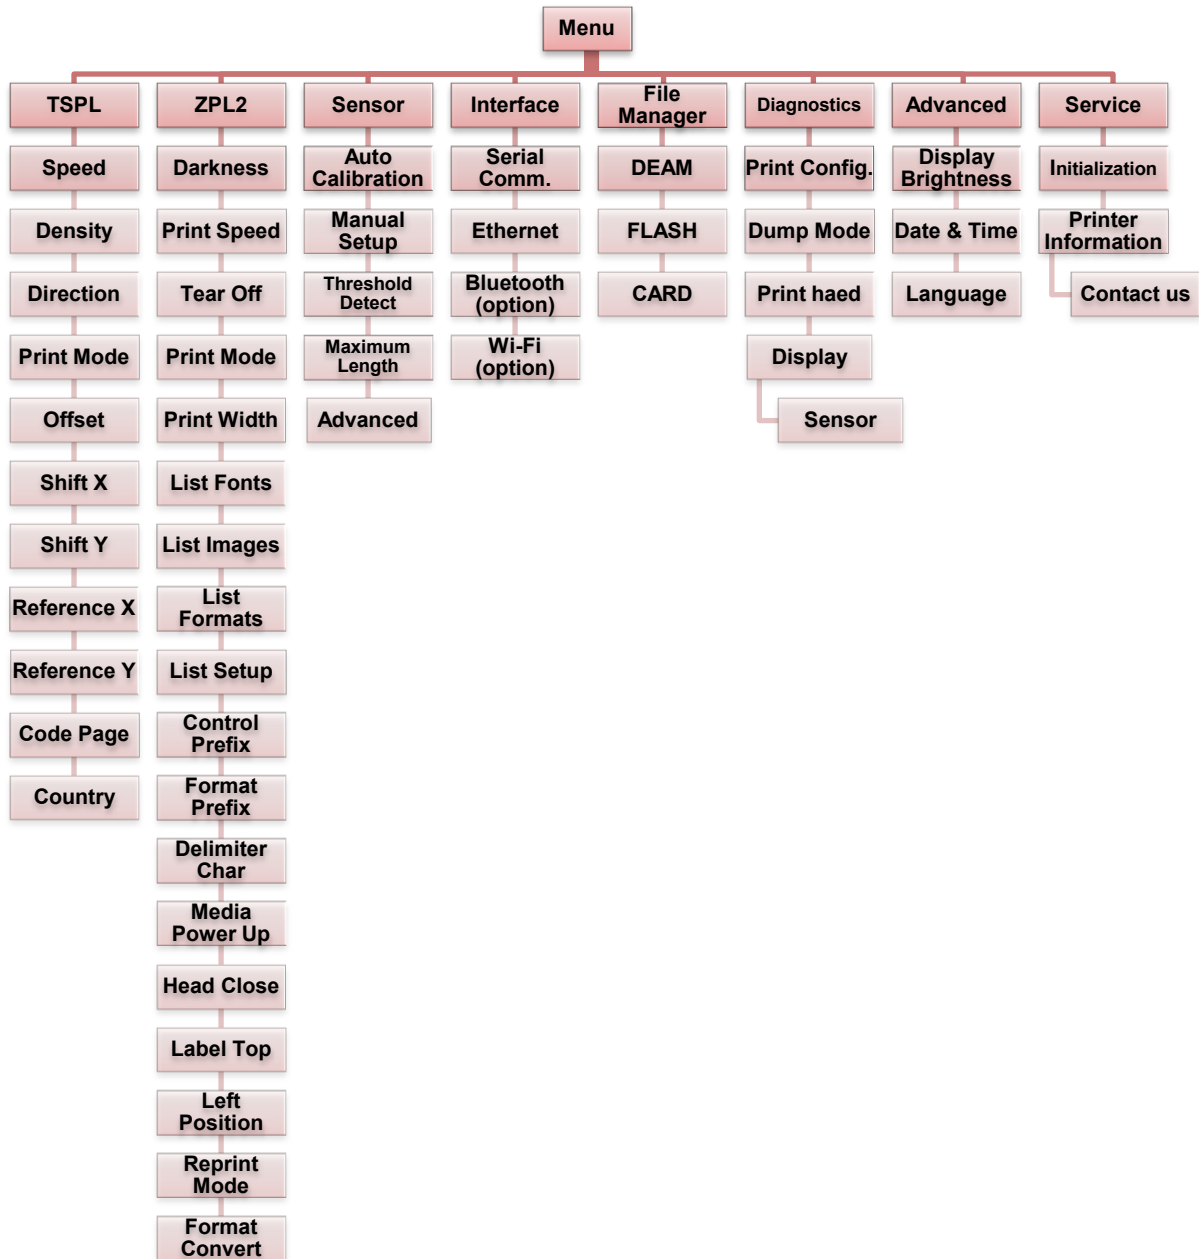 Menu
TSPL
ZPL2
Sensor
Interface
File
Manager
Diagnostics
Advanced
Service
Speed
Density
Direction
Print Mode
Offset
Shift X
Shift Y
Reference X
Reference Y
Code Page
Country
Darkness
Print Speed
Tear Off
Print Mode
Print Width
List Fonts
List Images
List
Formats
List Setup
Control
Prefix
Format
Prefix
Delimiter
Char
Media
Power Up
Head Close
Label Top
Left
Position
Reprint
Mode
Format
Convert
Auto
Calibration
Manual
Setup
Threshold
Detect
Maximum
Length
Advanced
Serial
Comm.
Ethernet
Bluetooth
(option)
Wi-Fi
(option)
DEAM
FLASH
CARD
Print Config.
Dump Mode
Print haed
Display
Sensor
Display
Brightness
Date & Time
Language
Initialization
Printer
Information
Contact us